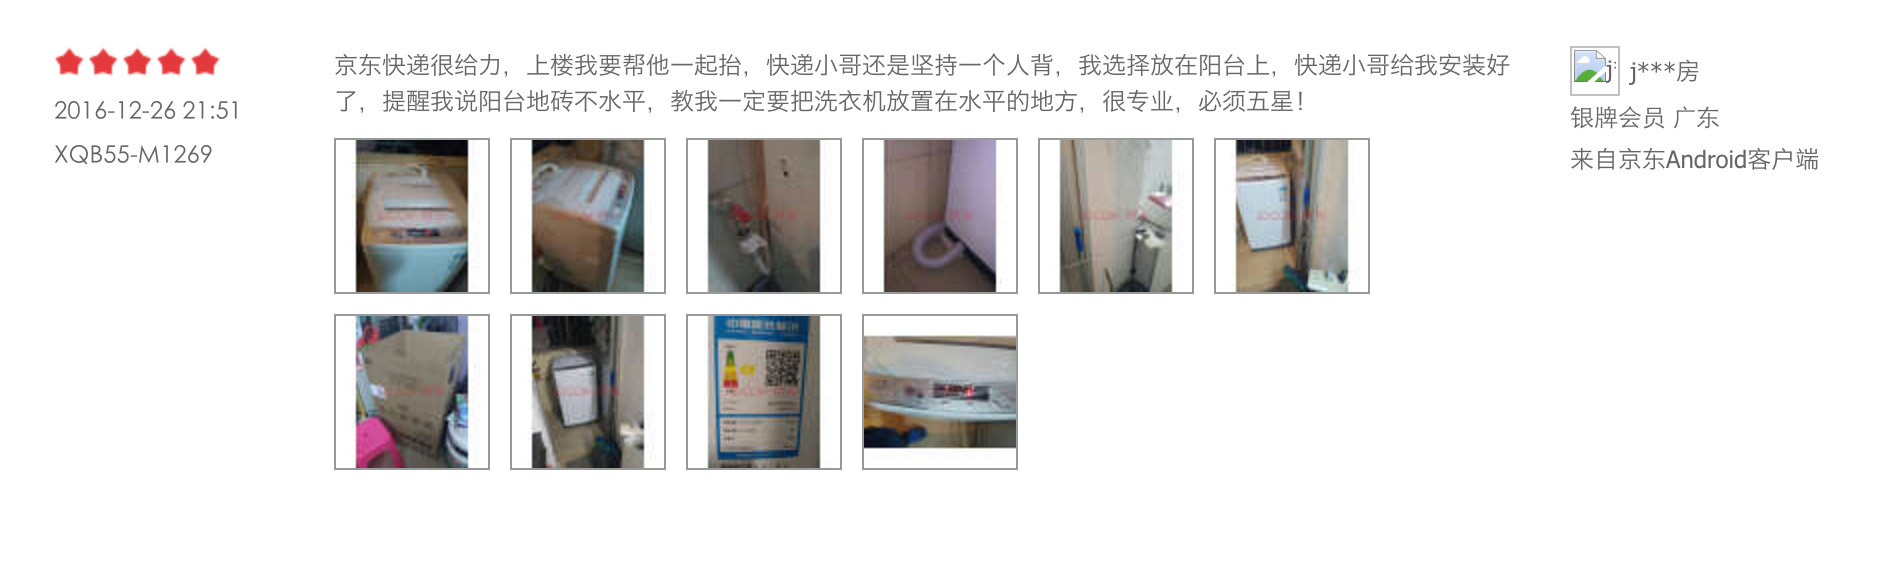 2016-12-26 21:51
XQB55-M1269
京东快递很给力，上楼我要帮他一起抬，快递小哥还是坚持一个人背，我选择放在阳台上，快递小哥给我安装好
了，提醒我说阳台地砖不水平，教我一定要把洗衣机放置在水平的地方，很专业，必须五星！
j***房
银牌会员 广东
来自京东Android客户端